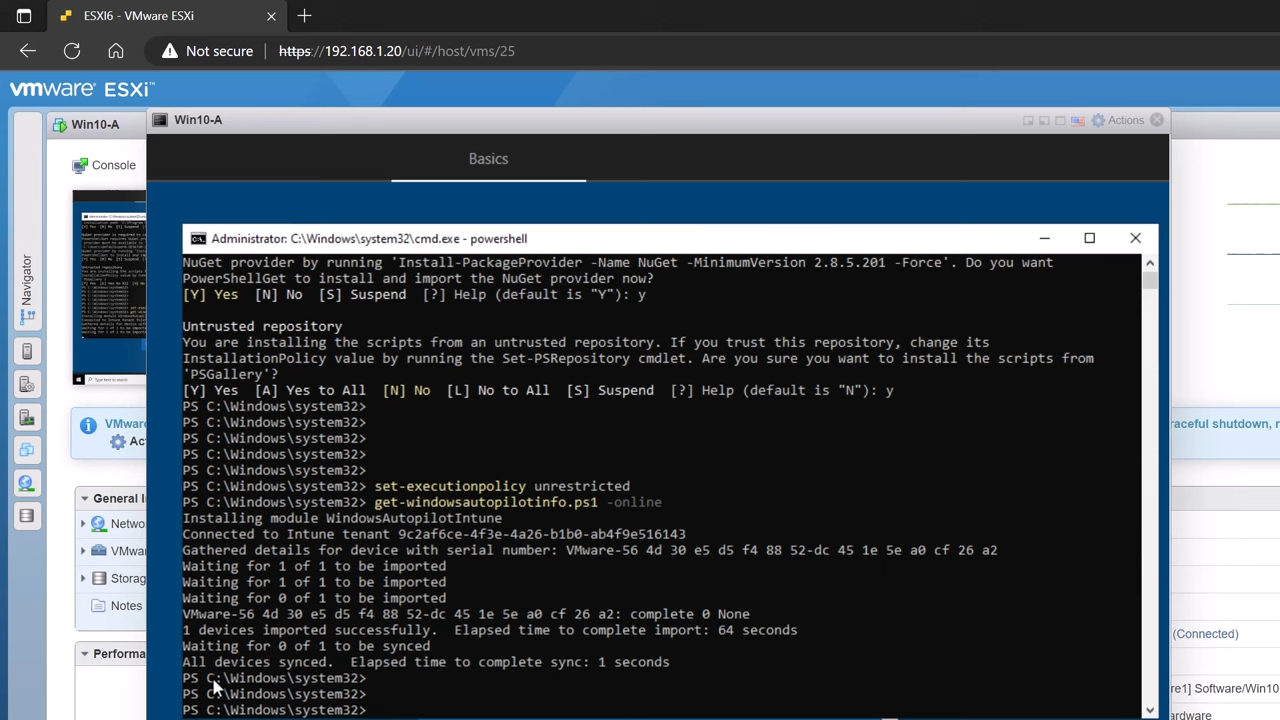 ESXI6 - VMware ESXi
Not secure
https://192.168.1.20/ui/#/host/vms/25
vmware ESXi™
Win10-A
Win10-A
Actions
Console
Basics
Navigator
Administrator: C:\Windows\system32\cmd.exe - powershell
NuGet provider by running 'Install-PackageProvider -Name NuGet -MinimumVersion 2.8.5.201 -Force'. Do you want
PowerShellGet to install and import the NuGet provider now?
[Y] Yes [N] No [S] Suspend [?] Help (default is "Y"): y
Untrusted repository
You are installing the scripts from an untrusted repository. If you trust this repository, change its
InstallationPolicy value by running the Set-PSRepository cmdlet. Are you sure you want to install the scripts from
'PSGallery'?
[Y] Yes [A] Yes to All [N] No [L] No to All [S] Suspend [?] Help (default is "N"): y
PS C:\Windows\system32>
PS C:\Windows\system32>
PS C:\Windows\system32>
PS C:\Windows\system32>
PS C:\Windows\system32>
PS C:\Windows\system32> set-executionpolicy unrestricted
PS C:\Windows\system32> get-windowsautopilotinfo.ps1 -online
Installing module WindowsAutopilotIntune
Connected to Intune tenant 9c2af6ce-4f3e-4a26-b1b0-ab4f9e516143
Gathered details for device with serial number: VMware-56 4d 30 e5 d5 f4 88 52-dc 45 1e 5e a0 cf 26 a2
Waiting for 1 of 1 to be imported
Waiting for 1 of 1 to be imported
Waiting for 0 of 1 to be imported
VMware-56 4d 30 e5 d5 f4 88 52-dc 45 1e 5e a0 cf 26 a2: complete 0 None
1 devices imported successfully. Elapsed time to complete import: 64 seconds
Waiting for 0 of 1 to be synced
All devices synced. Elapsed time to complete sync: 1 seconds
PS C:\Windows\system32>
PS C:\Windows\system32>
PS C:\Windows\system32>
VMwar
Act
General I
Netwo
VMwa
Storag
Notes
Performa
raceful shutdown, r
(Connected)
re1] Software/Win10
ardware